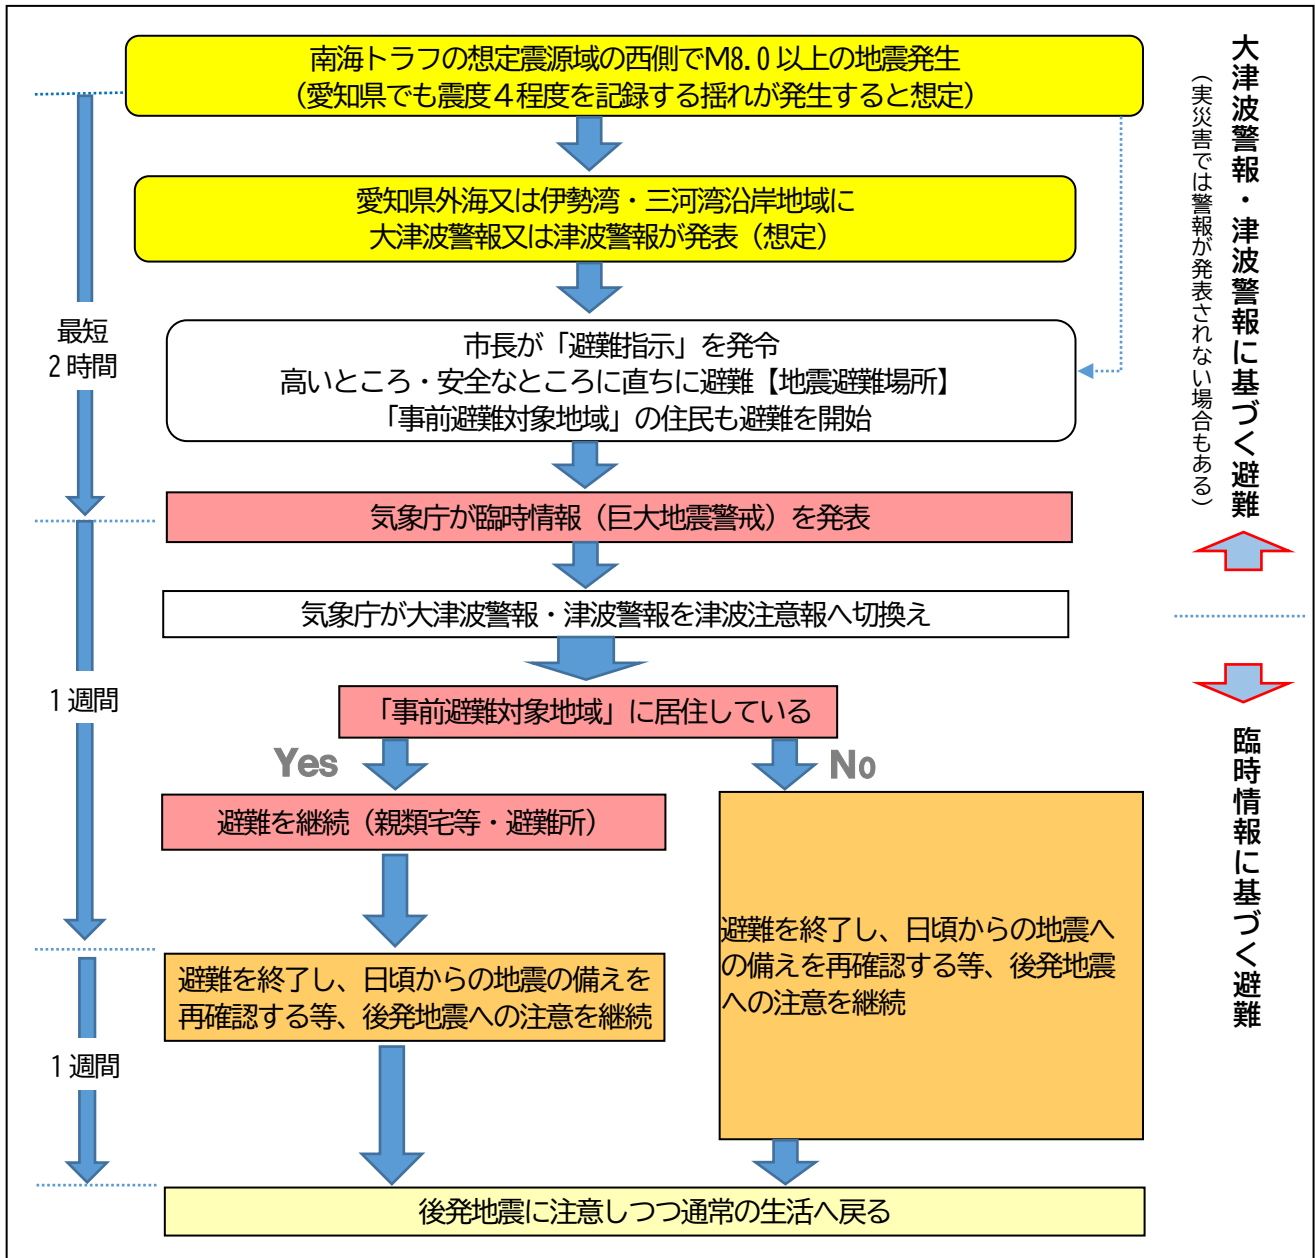 南海トラフの想定震源域の西側でM8.0以上の地震発生
（愛知県でも震度４程度を記録する揺れが発生すると想定）
愛知県外海又は伊勢湾・三河湾沿岸地域に
大津波警報又は津波警報が発表（想定）
市長が「避難指示」を発令
高いところ・安全なところに直ちに避難【地震避難場所】
「事前避難対象地域」の住民も避難を開始
最短
2時間
気象庁が臨時情報（巨大地震警戒）を発表
気象庁が大津波警報・津波警報を津波注意報へ切換え
1週間
「事前避難対象地域」に居住している
Yes
No
避難を継続（親類宅等・避難所）
避難を終了し、日頃からの地震へ
の備えを再確認する等、後発地震
への注意を継続
避難を終了し、日頃からの地震の備えを
再確認する等、後発地震への注意を継続
1週間
後発地震に注意しつつ通常の生活へ戻る
大津波警報・津波警報に基づく避難
（実災害では警報が発表されない場合もある）
臨時情報に基づく避難